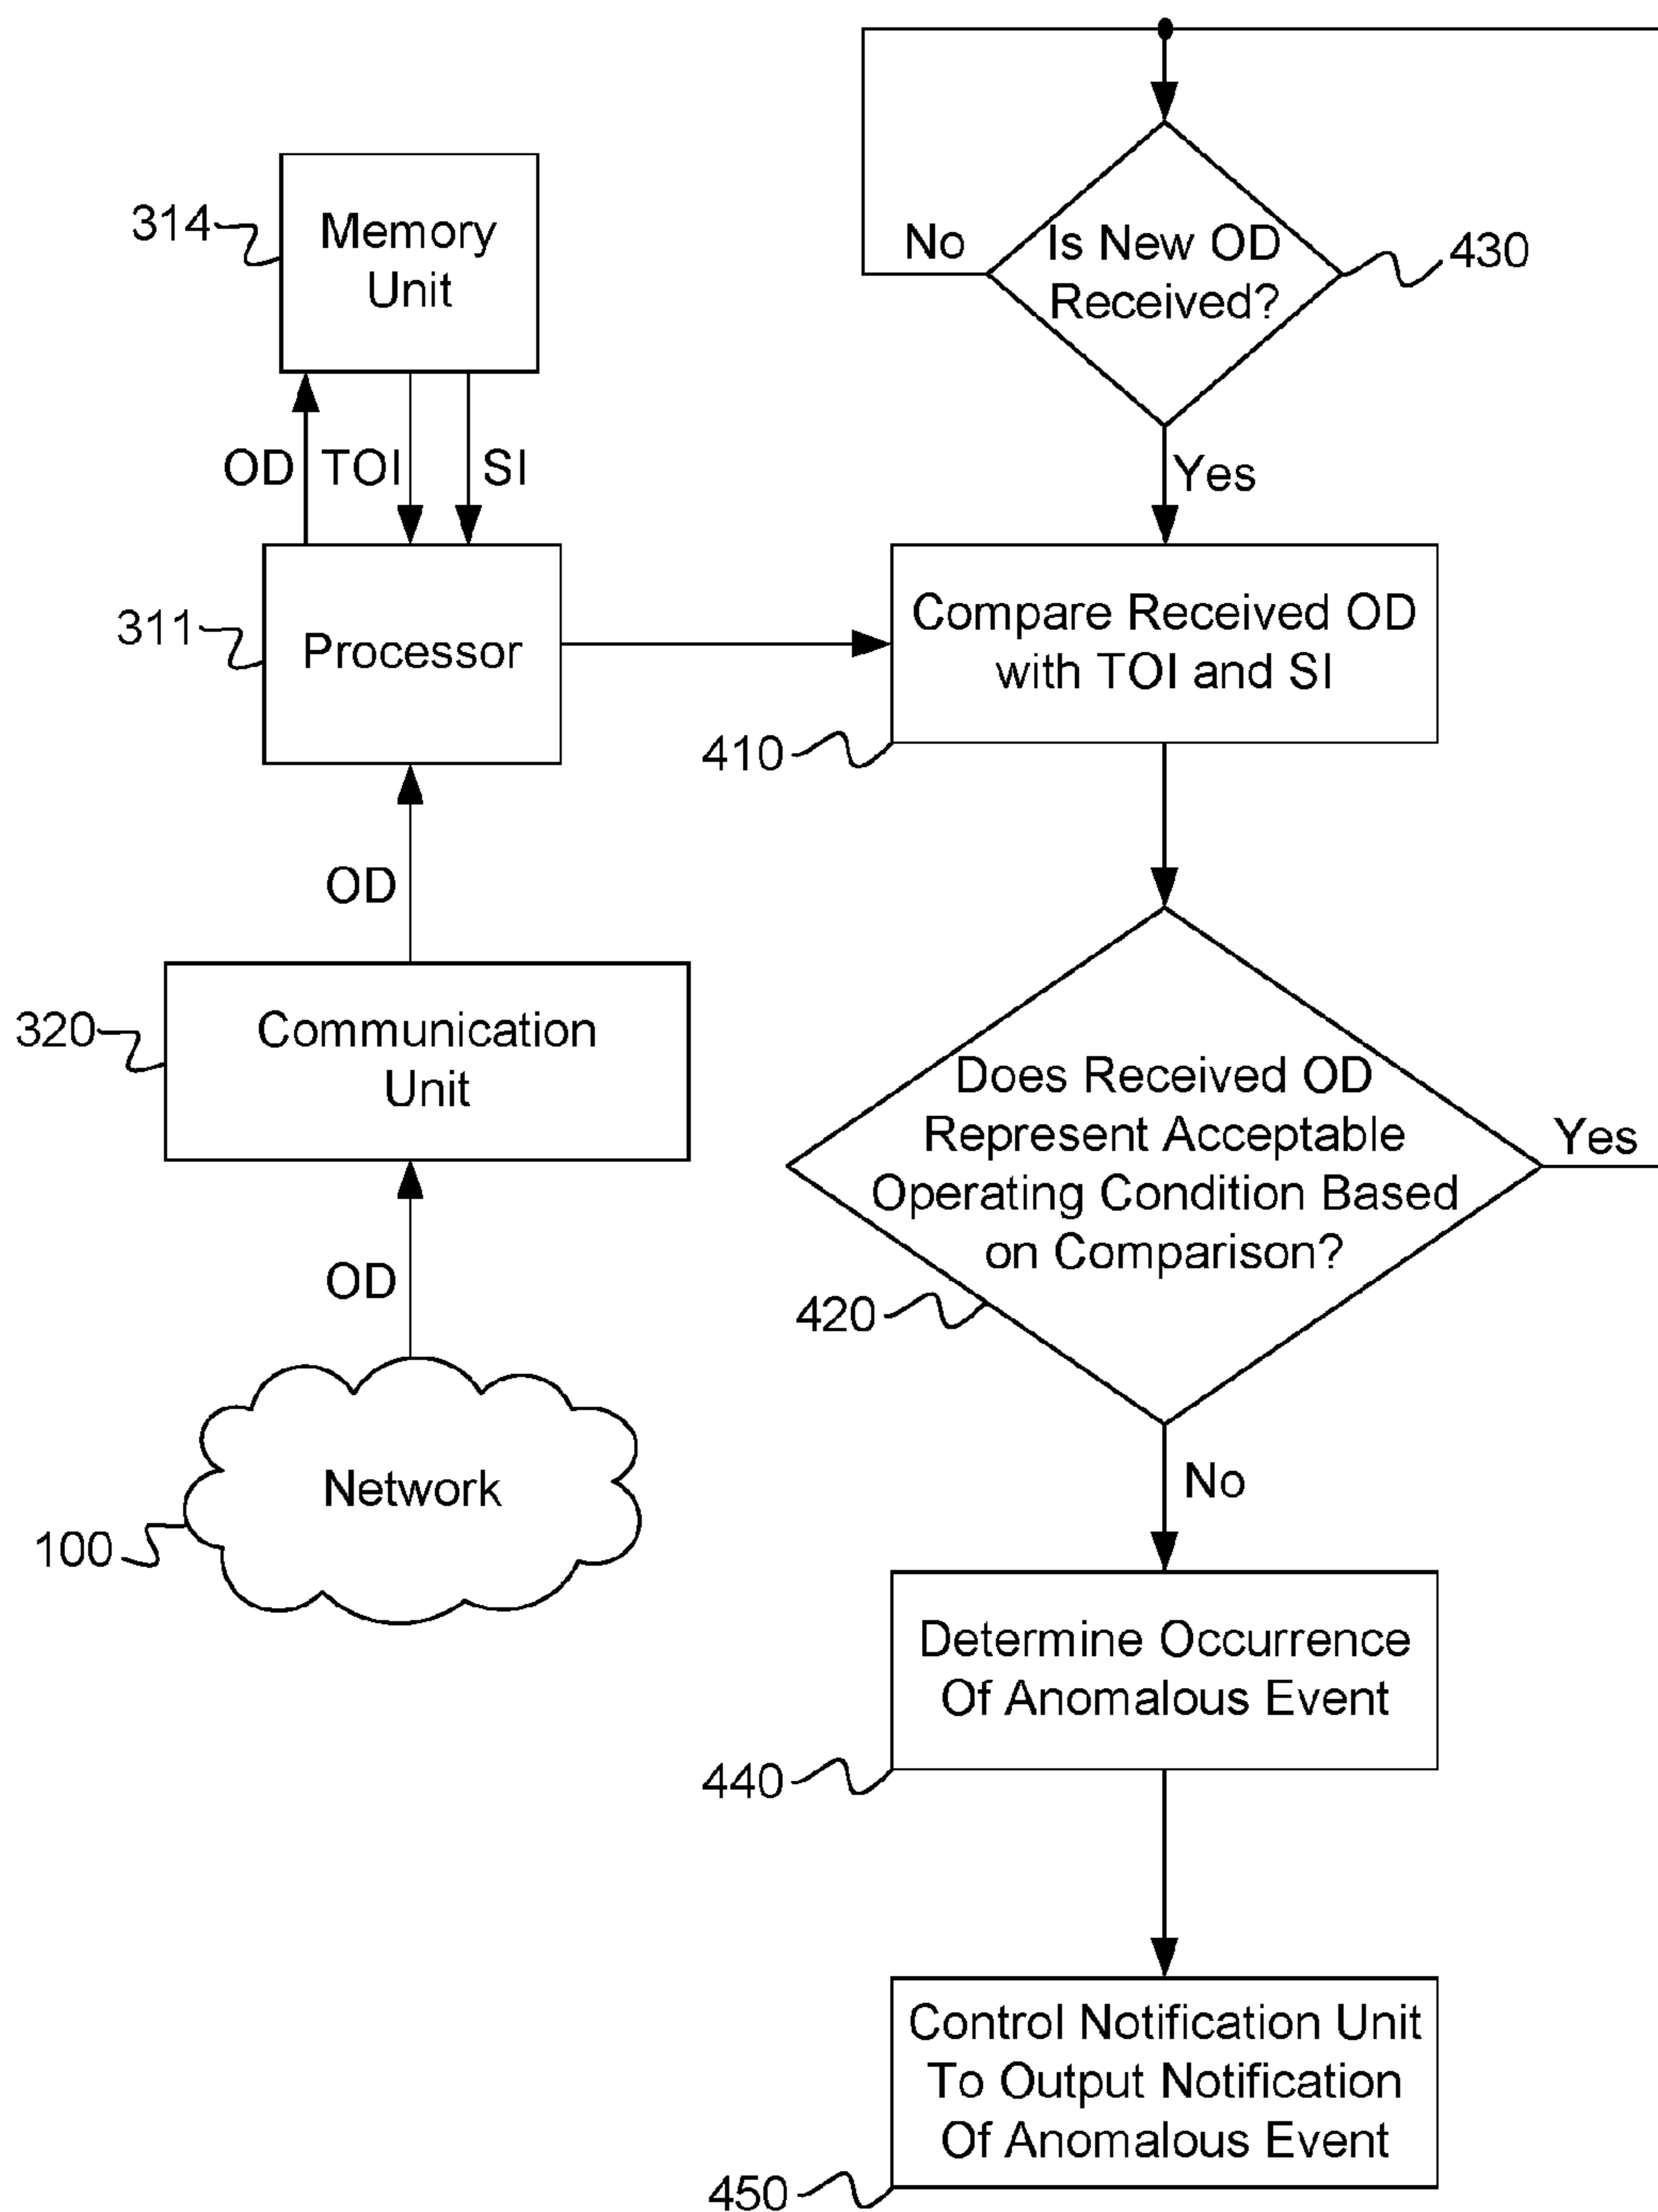 314
Memory
Unit
OD
TOI
SI
311
Processor
OD
320
Communication
Unit
OD
Network
100
No
Is New OD
Received?
430
Yes
Compare Received OD
with TOI and SI
410
Does Received OD
Represent Acceptable
Operating Condition Based
on Comparison?
Yes
420
No
Determine Occurrence
Of Anomalous Event
440
Control Notification Unit
To Output Notification
Of Anomalous Event
450